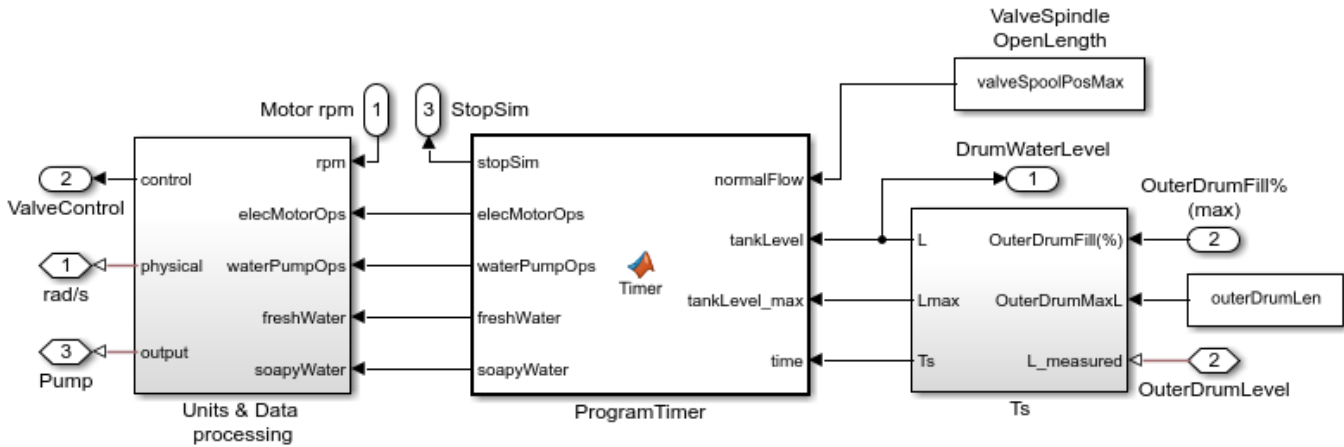 ValveSpindle
OpenLength
valveSpoolPosMax
Motor rpm
1
3
StopSim
DrumWaterLevel
1
OuterDrumFill%
(max)
2
2
ValveControl
control
rpm
elecMotorOps
1
rad/s
physical
waterPumpOps
freshWater
3
Pump
output
soapyWater
Units & Data
processing
stopSim
elecMotorOps
waterPumpOps
freshWater
soapyWater
Timer
normalFlow
tankLevel
tankLevel_max
time
ProgramTimer
L
Lmax
Ts
OuterDrumFill(%)
OuterDrumMaxL
L_measured
Ts
outerDrumLen
2
OuterDrumLevel